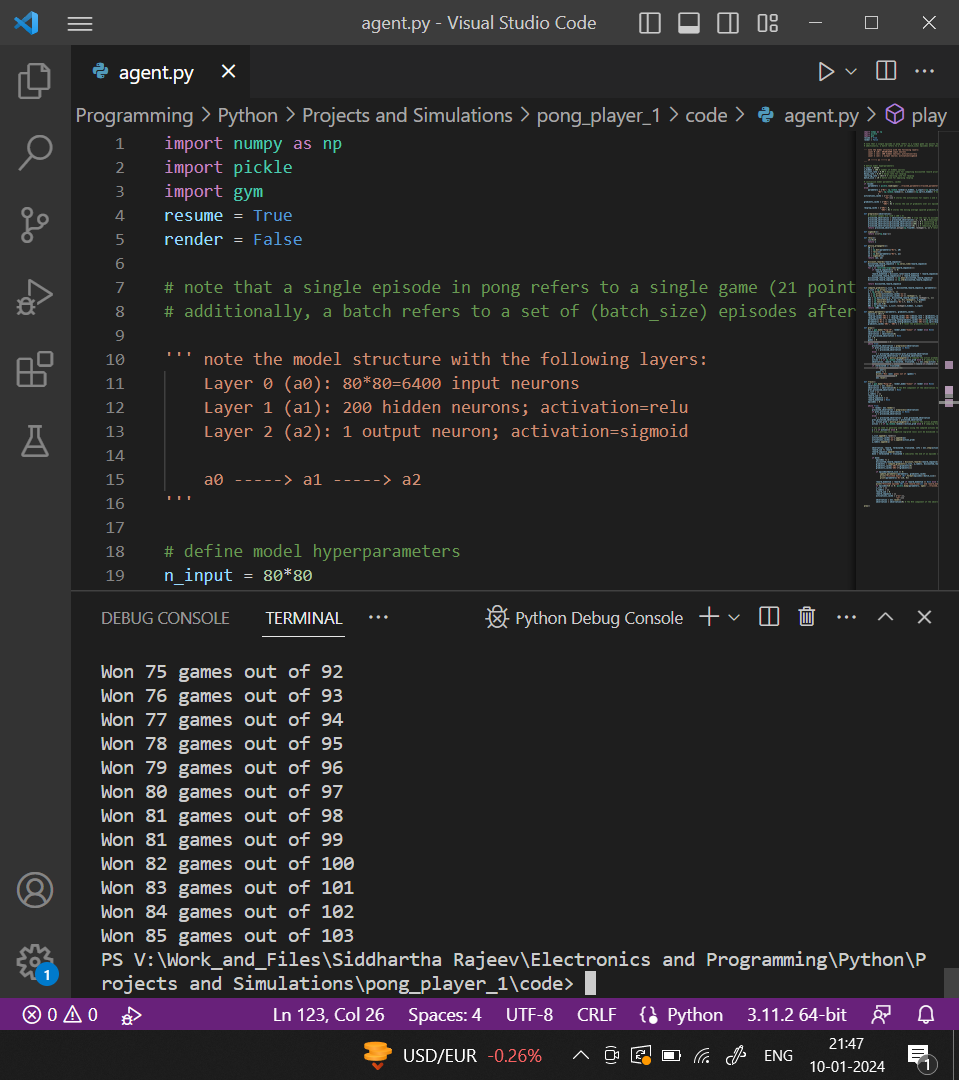 agent.py - Visual Studio Code
agent.py
Programming > Python > Projects and Simulations > pong_player_1 > code > agent.py > play
1 import numpy as np
2 import pickle
3 import gym
4 resume = True
5 render = False
6
7 # note that a single episode in pong refers to a single game (21 point
8 # additionally, a batch refers to a set of (batch_size) episodes after
9
10 ''' note the model structure with the following layers:
11 Layer 0 (a0): 80*80=6400 input neurons
12 Layer 1 (a1): 200 hidden neurons; activation=relu
13 Layer 2 (a2): 1 output neuron; activation=sigmoid
14
15 a0 -----> a1 -----> a2
16 '''
17
18 # define model hyperparameters
19 n_input = 80*80
DEBUG CONSOLE TERMINAL ··· Python Debug Console
Won 75 games out of 92
Won 76 games out of 93
Won 77 games out of 94
Won 78 games out of 95
Won 79 games out of 96
Won 80 games out of 97
Won 81 games out of 98
Won 81 games out of 99
Won 82 games out of 100
Won 83 games out of 101
Won 84 games out of 102
Won 85 games out of 103
PS V:\Work_and_Files\Siddhartha Rajeev\Electronics and Programming\Python\P
rojects and Simulations\pong_player_1\code>
1
0 0 Ln 123, Col 26 Spaces: 4 UTF-8 CRLF Python 3.11.2 64-bit
USD/EUR -0.26% ENG 21:47
10-01-2024
1